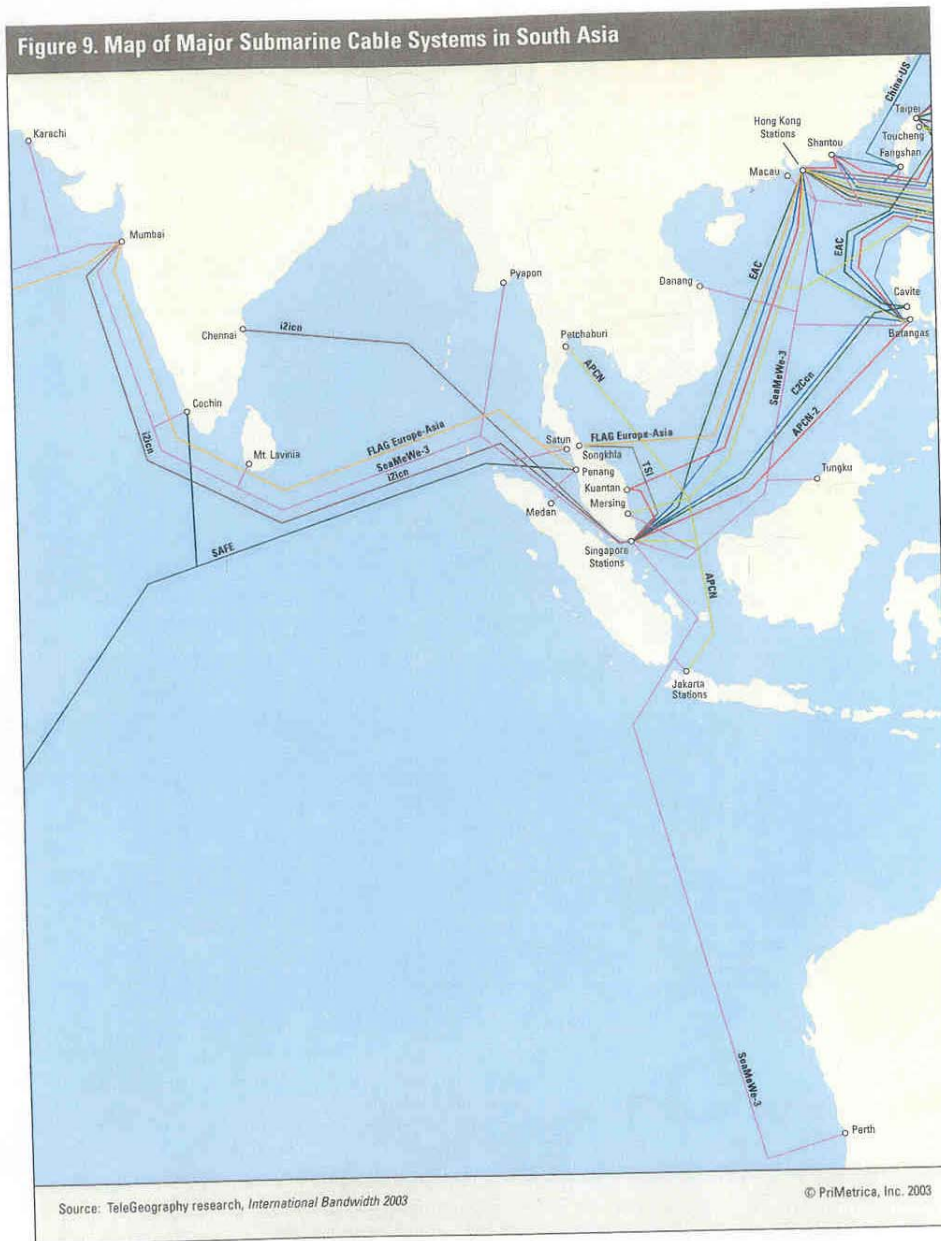 Figure 9. Map of Major Submarine Cable Systems in South Asia
China-US
Taipei
Toucheng
Hong Kong
Stations
Shantou
Fangshan
Macau
Karachi
Mumbai
EAC
EAC
Pyapon
Danang
Cavite
Batangas
Chennai
i2icn
Petchaburi
APCN
SeaMeWe-3
C2Ccn
APCN-2
Cochin
i2icn
Mt. Lavinia
FLAG Europe-Asia
SeaMeWe-3
i2icn
Satun
FLAG Europe-Asia
Songkhla
Penang
TSI
Kuantan
Mersing
Tungku
Medan
SAFE
Singapore
Stations
APCN
Jakarta
Stations
SeaMeWe-3
Perth
Source: TeleGeography research, International Bandwidth 2003
© PriMetrica, Inc. 2003